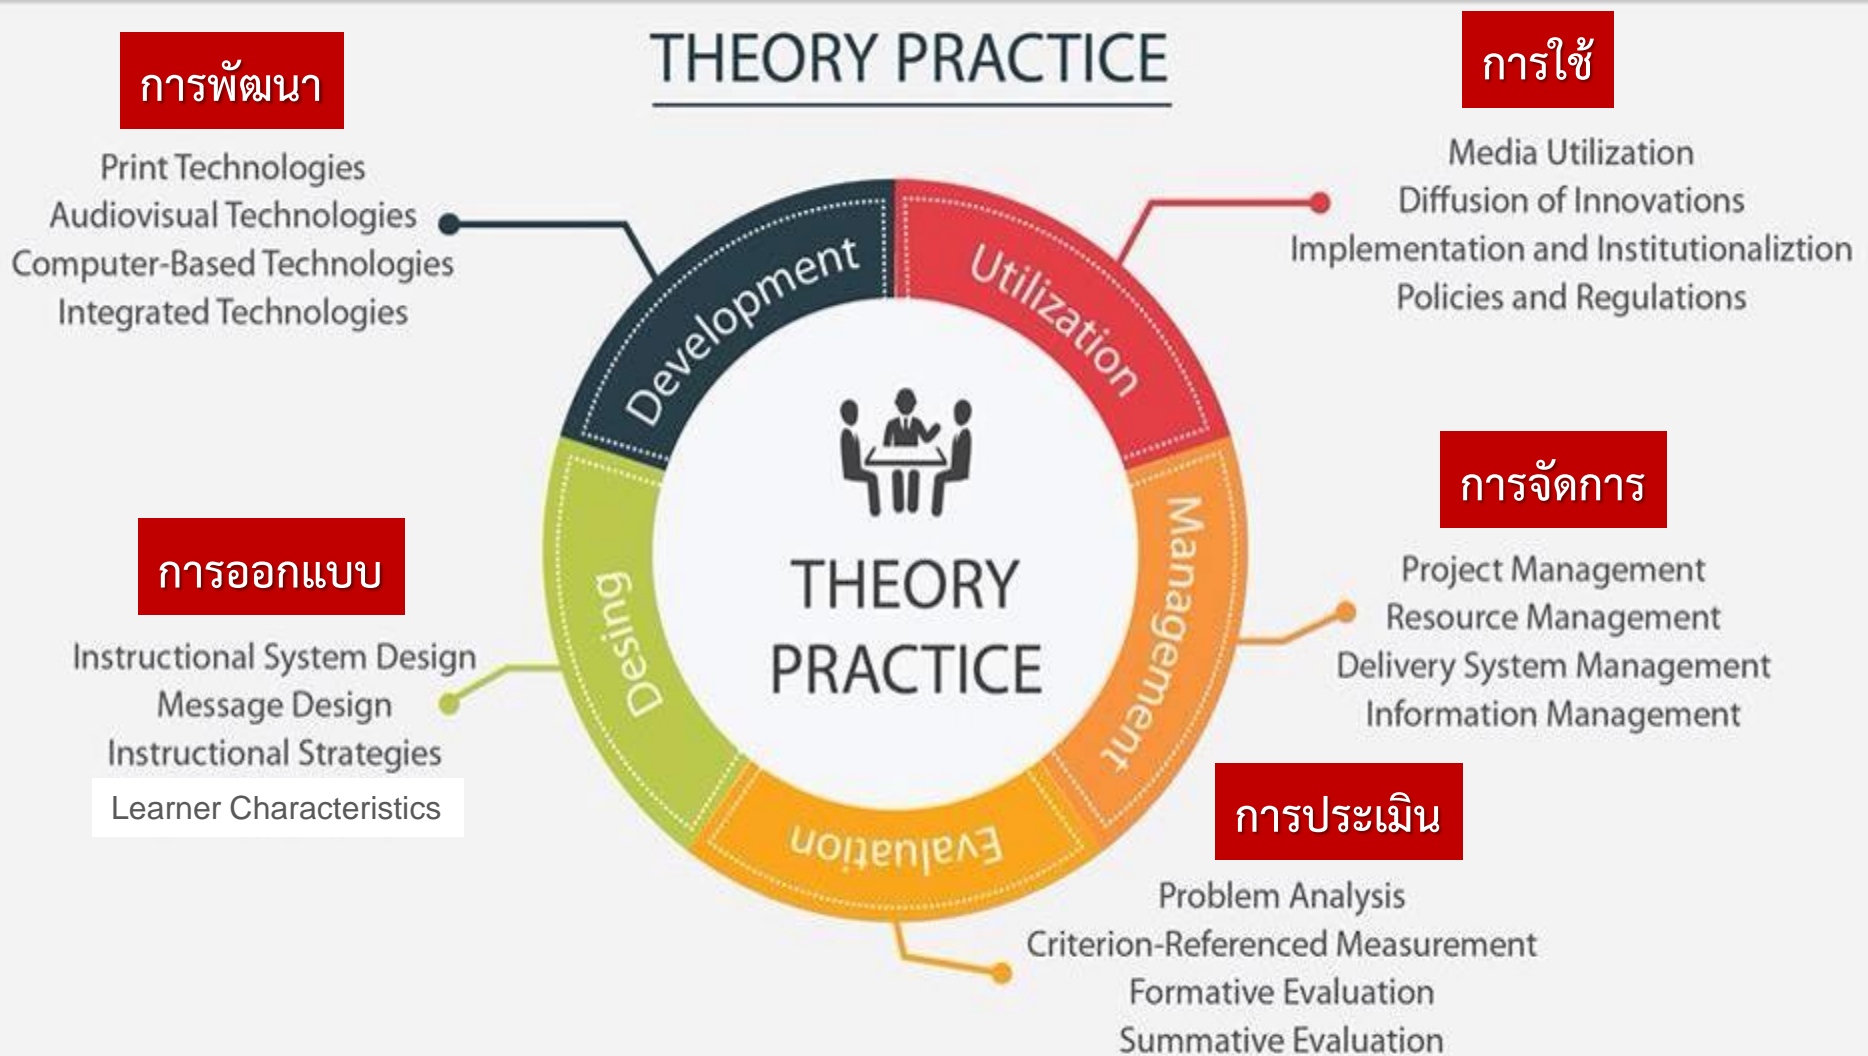 THEORY PRACTICE
การพัฒนา
Print Technologies
Audiovisual Technologies
Computer-Based Technologies
Integrated Technologies
การใช้
Media Utilization
Diffusion of Innovations
Implementation and Institutionaliztion
Policies and Regulations
Development
Utilization
Management
Evaluation
Desing
THEORY
PRACTICE
การออกแบบ
Instructional System Design
Message Design
Instructional Strategies
Learner Characteristics
การจัดการ
Project Management
Resource Management
Delivery System Management
Information Management
การประเมิน
Problem Analysis
Criterion-Referenced Measurement
Formative Evaluation
Summative Evaluation